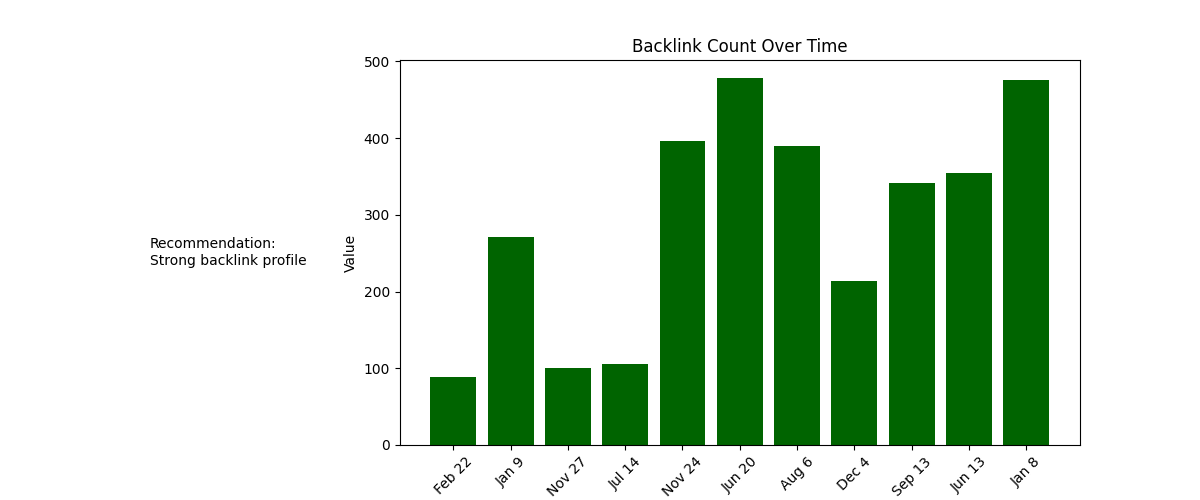 Backlink Count Over Time
Recommendation:
Strong backlink profile
Value
500
400
300
200
100
0
Feb 22
Jan 9
Nov 27
Jul 14
Nov 24
Jun 20
Aug 6
Dec 4
Sep 13
Jun 13
Jan 8